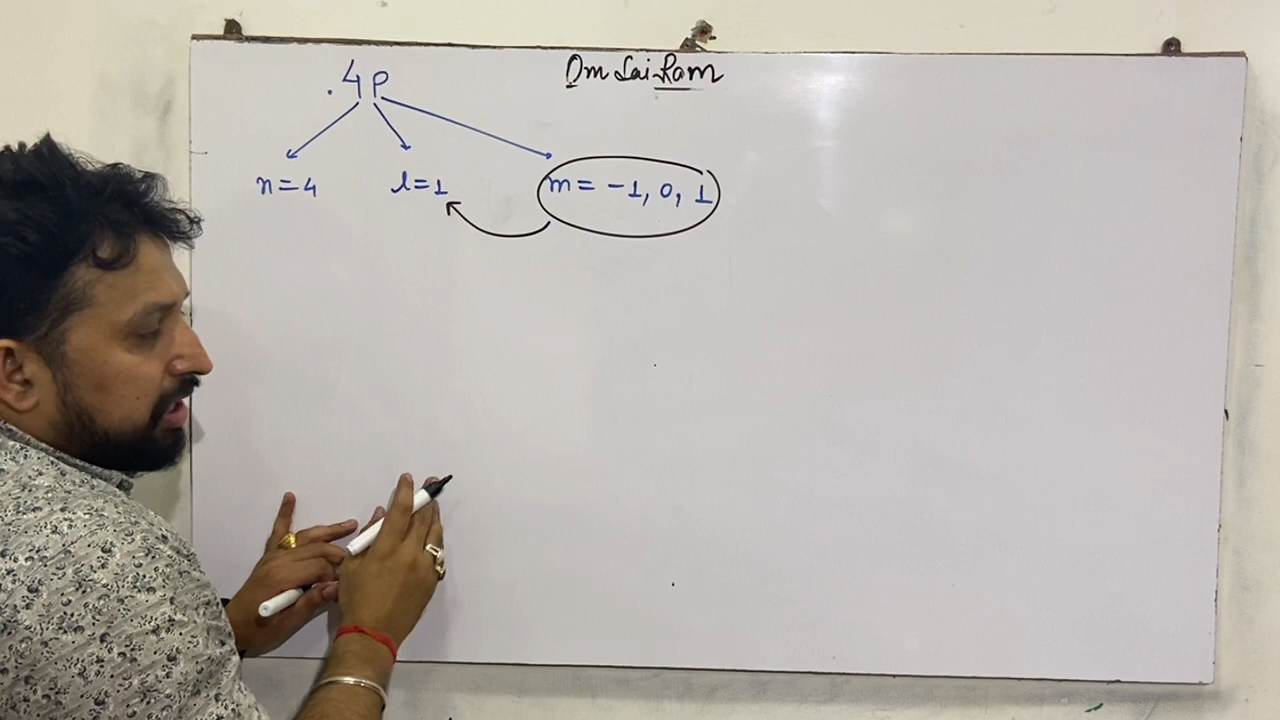 Om Sai Ram
.4p
n=4 l=1 m= -1, 0, 1